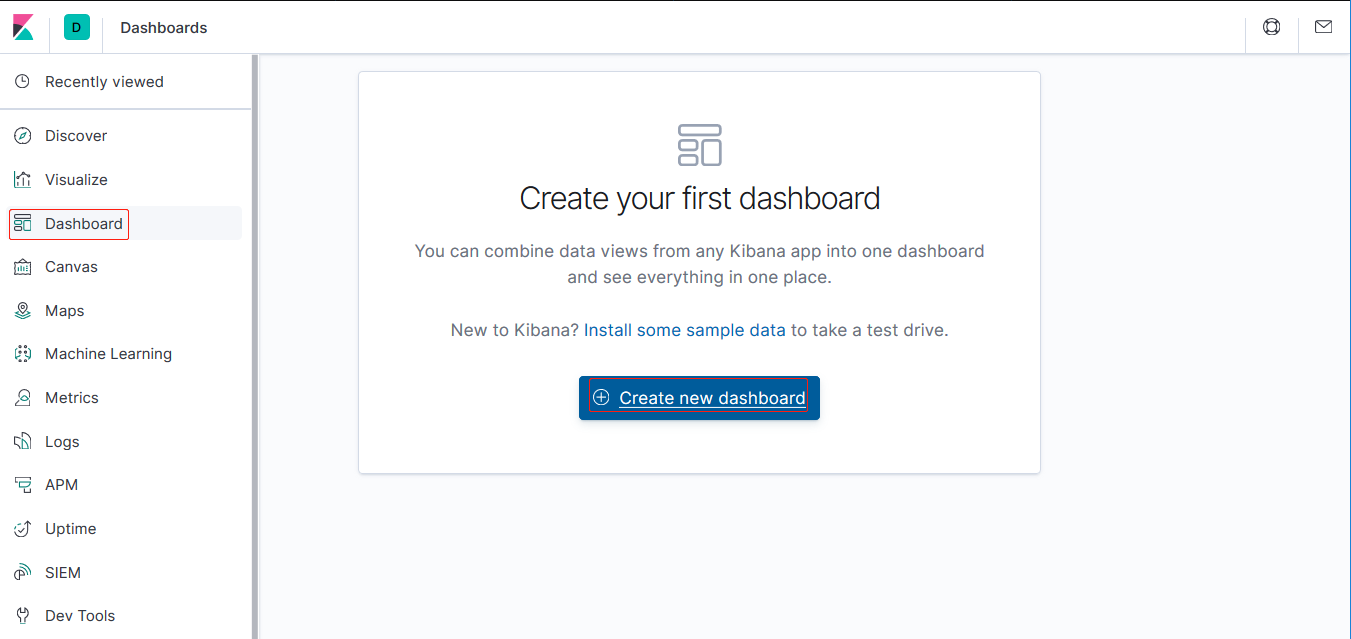 D
Dashboards
Recently viewed
Discover
Visualize
Dashboard
Canvas
Maps
Machine Learning
Metrics
Logs
APM
Uptime
SIEM
Dev Tools
Create your first dashboard
You can combine data views from any Kibana app into one dashboard
and see everything in one place.
New to Kibana? Install some sample data to take a test drive.
Create new dashboard